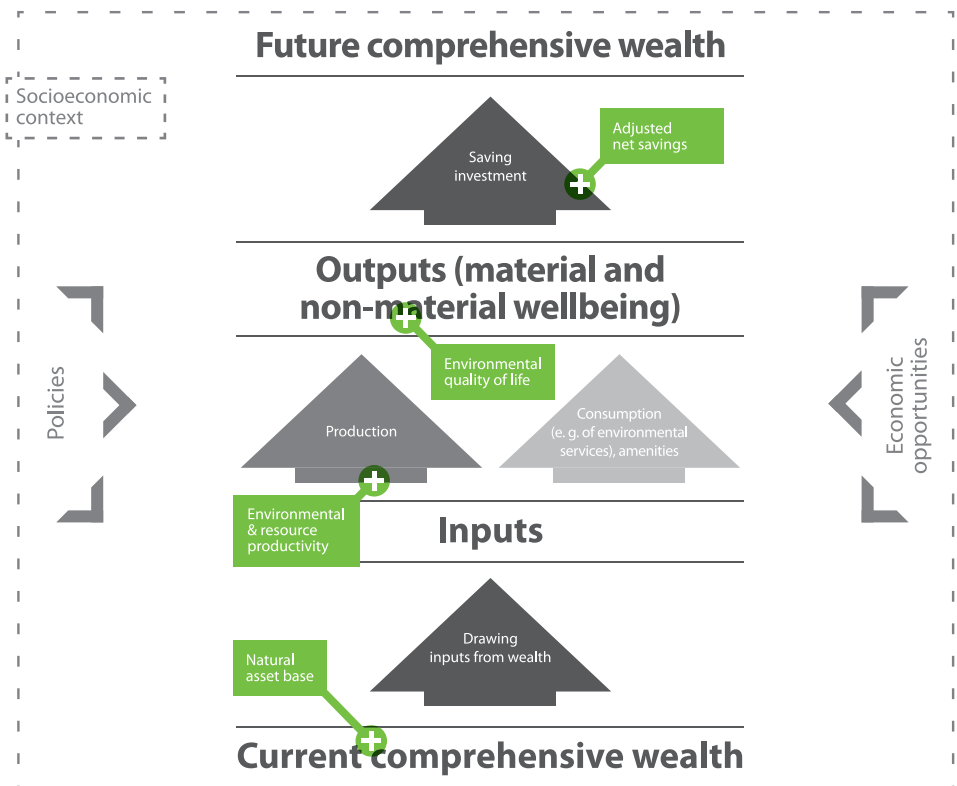 Future comprehensive wealth
Socioeconomic
context
Adjusted
net savings
Saving
investment
Outputs (material and
non-material wellbeing)
Environmental
quality of life
Policies
Economic
opportunities
Production
Consumption
(e. g. of environmental
services), amenities
Environmental
& resource
productivity
Inputs
Drawing
inputs from wealth
Natural
asset base
Current comprehensive wealth